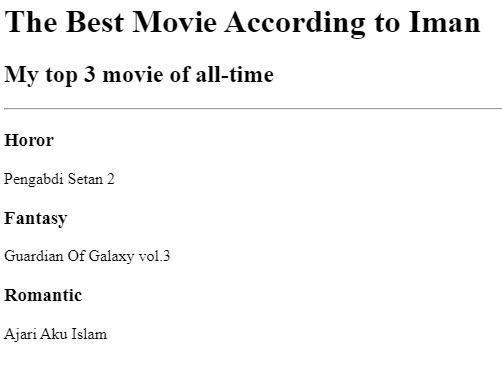 The Best Movie According to Iman
My top 3 movie of all-time
Horor
Pengabdi Setan 2
Fantasy
Guardian Of Galaxy vol.3
Romantic
Ajari Aku Islam